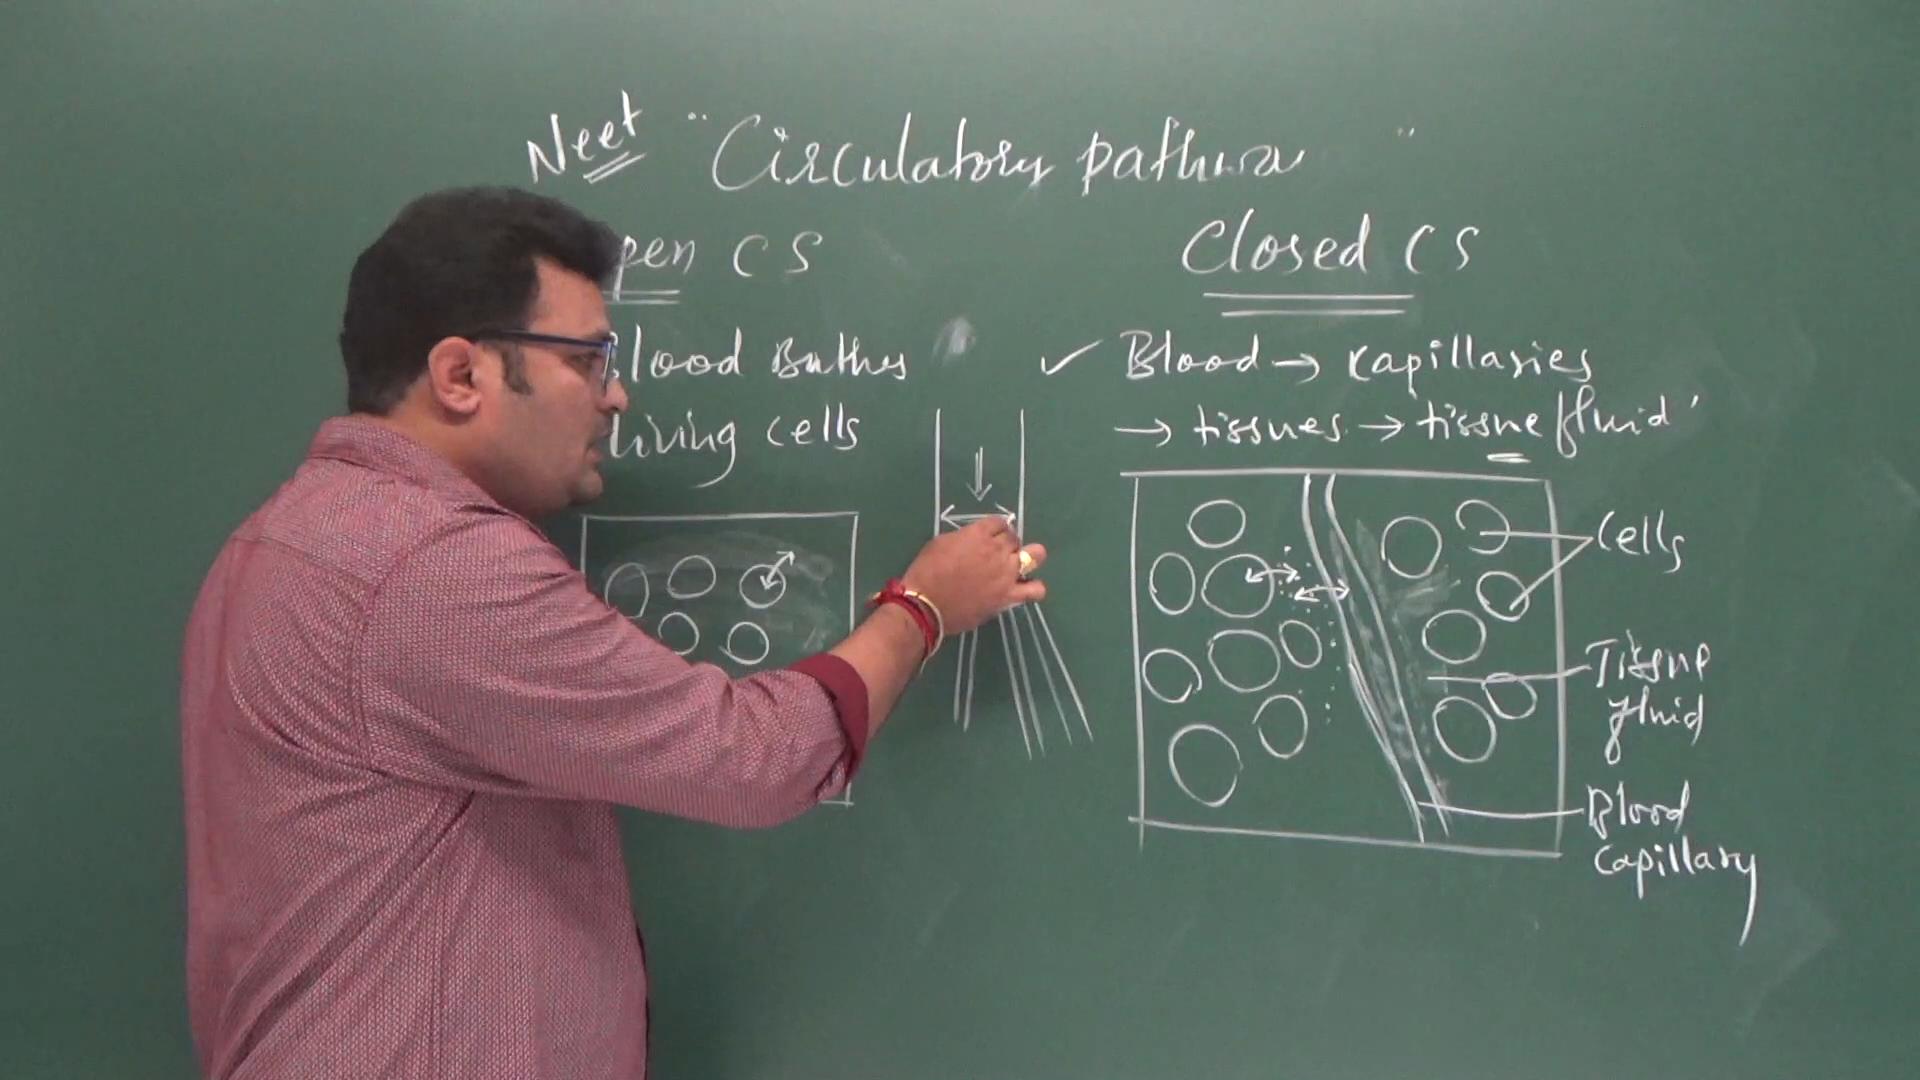 Neet "Circulatory pathwa "
pen CS
lood Bathes
living cells
Closed CS
✓ Blood → capillaries
→ tissues → tissue fluid'
Cells
Tissue
fluid
Blood
capillary